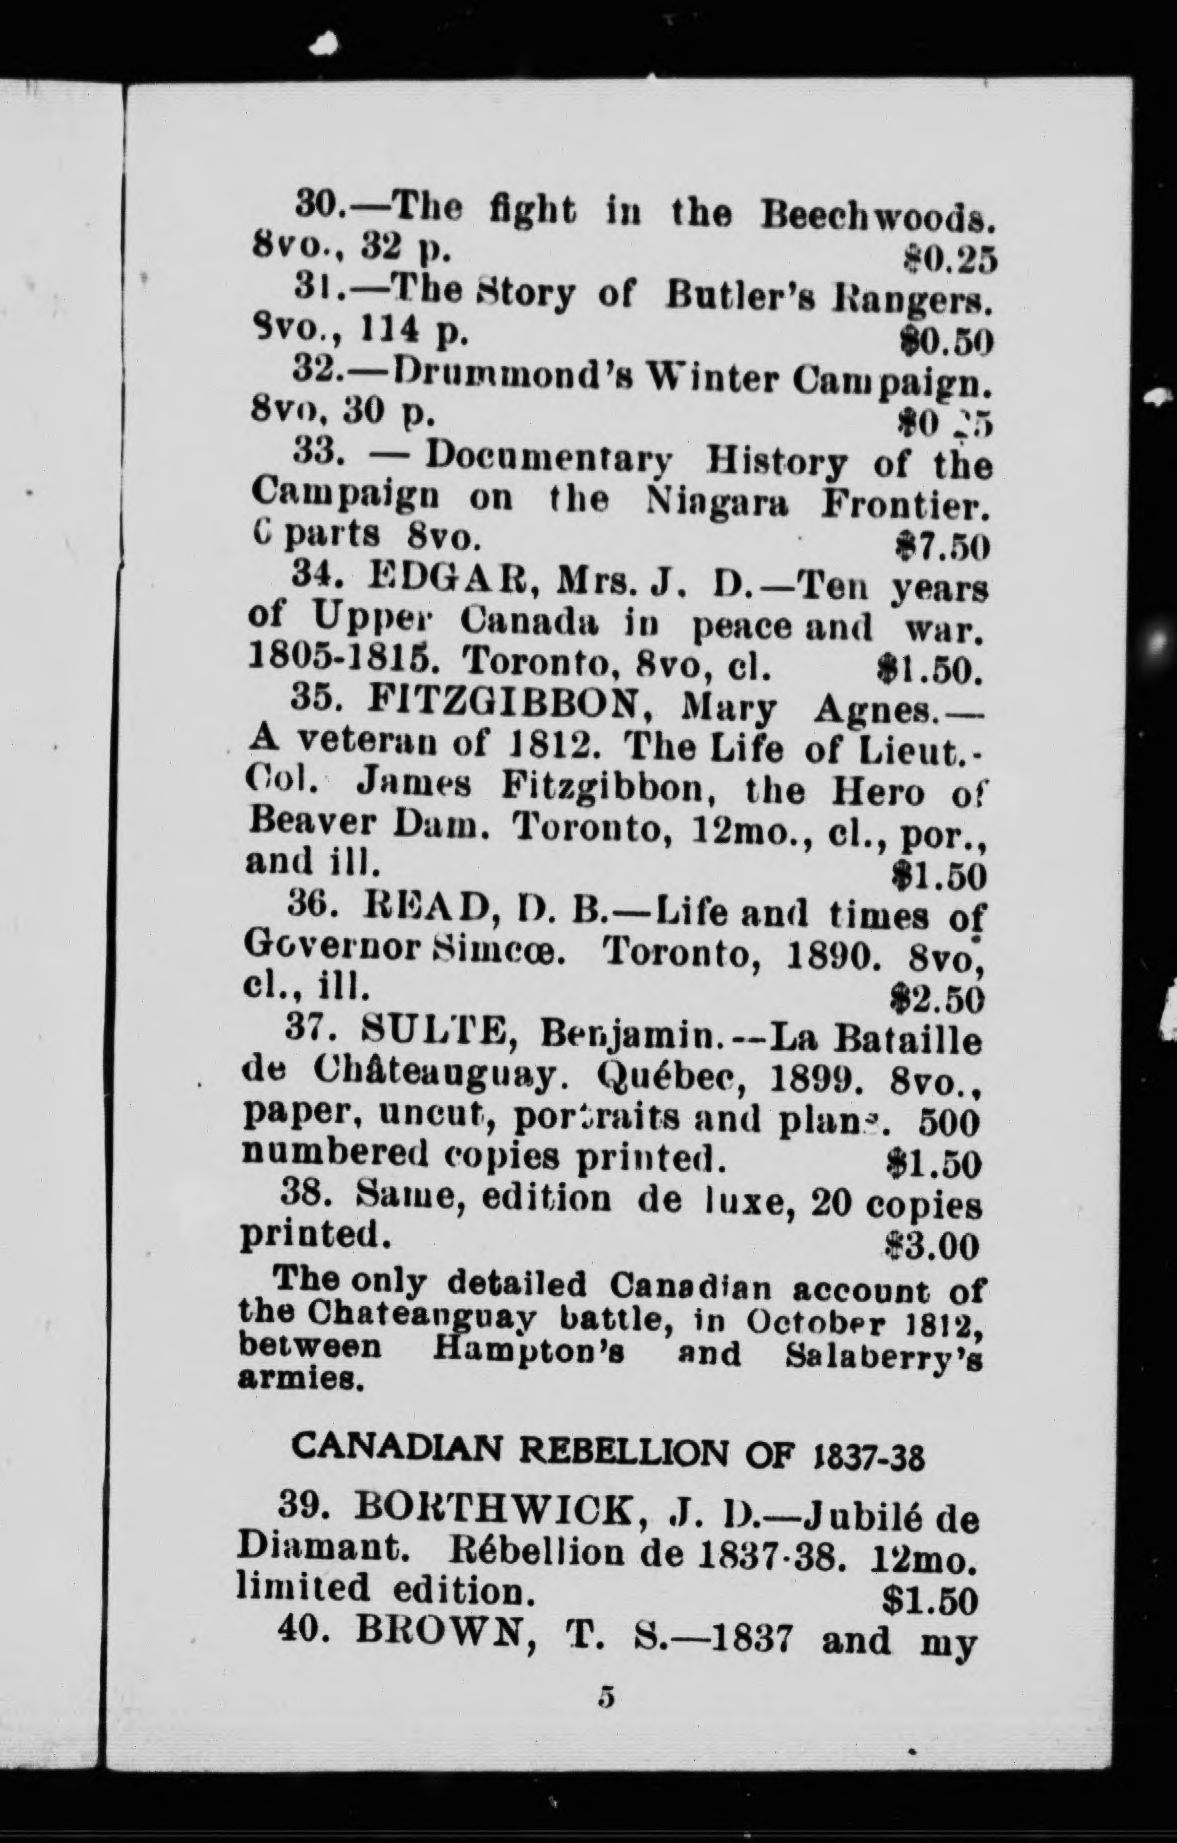 30.—The fight in the Beechwoods.
8vo., 32 p. $0.25
31.—The Story of Butler's Rangers.
8vo., 114 p. $0.50
32.—Drummond's Winter Campaign.
8vo, 30 p. $0 25
33. — Documentary History of the
Campaign on the Niagara Frontier.
parts 8vo. $7.50
34. EDGAR, Mrs. J. D.—Ten years
of Upper Canada in peace and war.
1805-1815. Toronto, 8vo, cl. $1.50.
35. FITZGIBBON, Mary Agnes.—
A veteran of 1812. The Life of Lieut.-
Col. James Fitzgibbon, the Hero of
Beaver Dam. Toronto, 12mo., cl., por.,
and ill. $1.50
36. READ, D. B.—Life and times of
Governor Simcœ. Toronto, 1890. 8vo,
cl., ill. $2.50
37. SULTE, Benjamin.--La Bataille
de Châteauguay. Québec, 1899. 8vo.,
paper, uncut, portraits and plans. 500
numbered copies printed. $1.50
38. Same, edition de luxe, 20 copies
printed. $3.00
The only detailed Canadian account of
the Chateanguay battle, in October 1812,
between Hampton's and Salaberry's
armies.
CANADIAN REBELLION OF 1837-38
39. BORTHWICK, J. D.—Jubilé de
Diamant. Rébellion de 1837-38. 12mo.
limited edition. $1.50
40. BROWN, T. S.—1837 and my
5